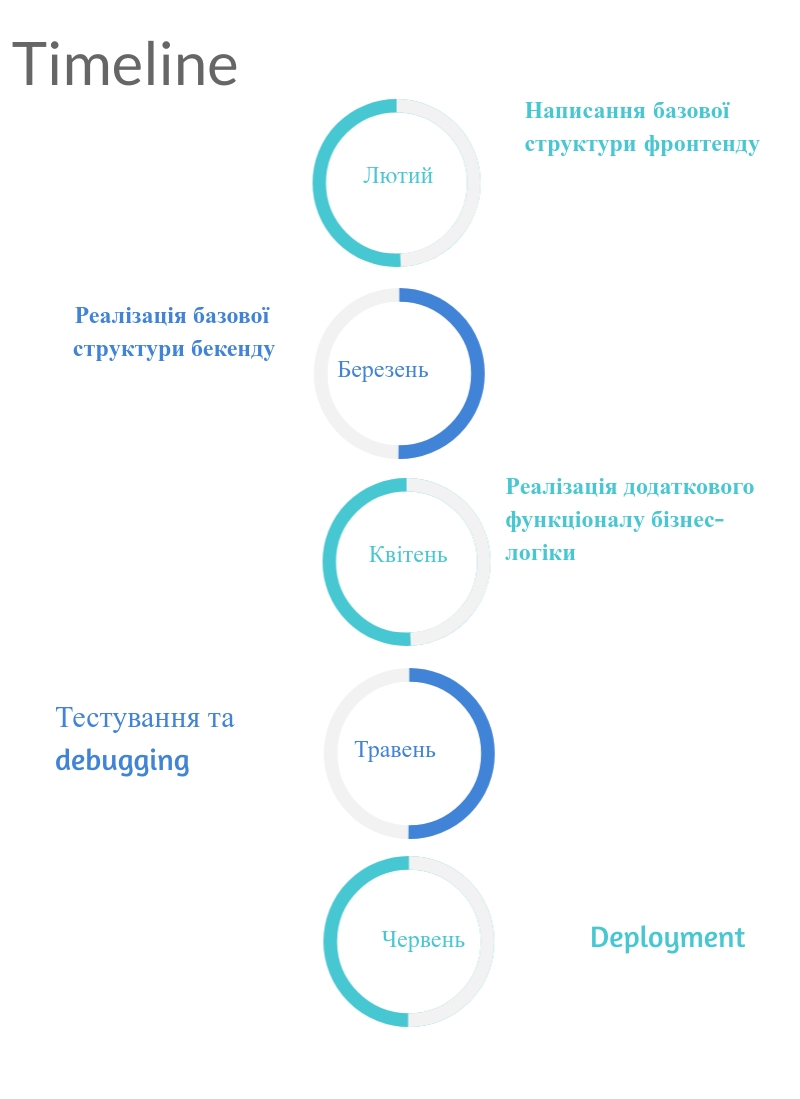 Timeline
Написання базової
структури фронтенду
Лютий
Реалізація базової
структури бекенду
Березень
Реалізація додаткового
функціоналу бізнес-
логіки
Квітень
Тестування та
debugging
Травень
Червень
Deployment